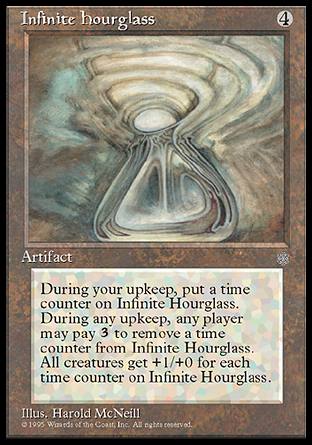 Infinite hourglass 4
Artifact
During your upkeep, put a time
counter on Infinite Hourglass.
During any upkeep, any player
may pay 3 to remove a time
counter from Infinite Hourglass.
All creatures get +1/+0 for each
time counter on Infinite Hourglass.
Illus. Harold McNeill
©1995 Wizards of the Coast, Inc. All rights reserved.